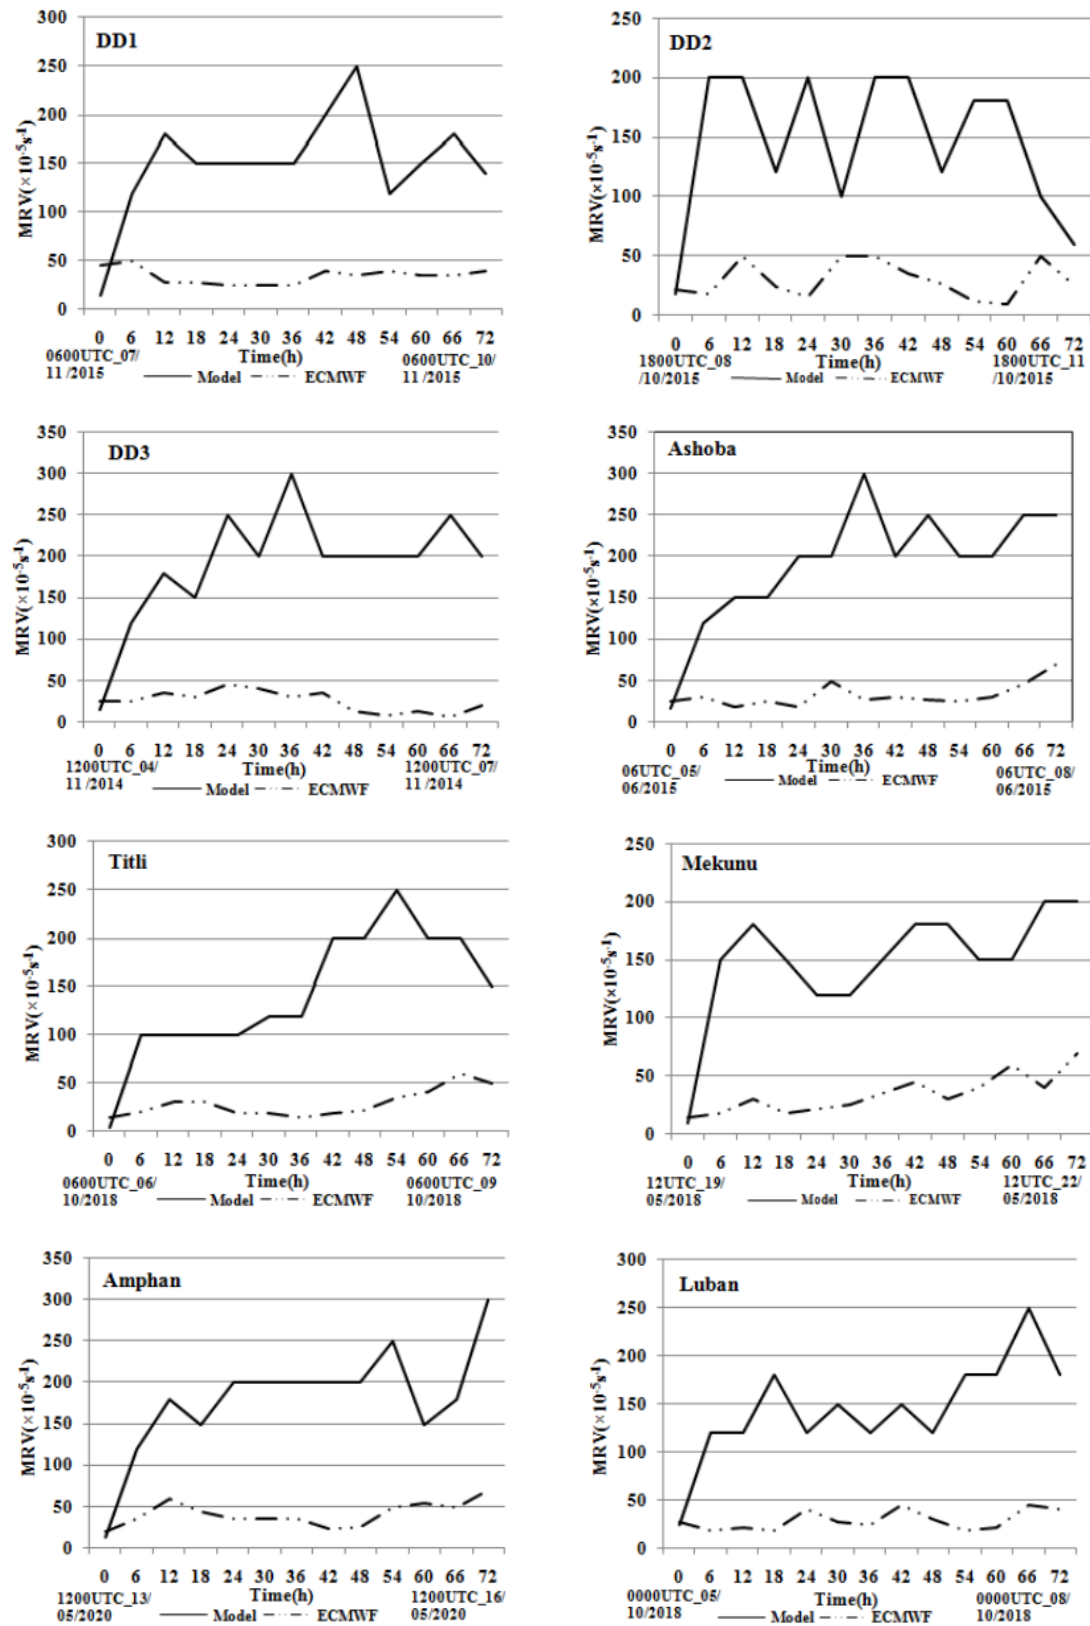 DD1
MRV(×10⁻⁵s⁻¹)
300
250
200
150
100
50
0
0 6 12 18 24 30 36 42 48 54 60 66 72
Time(h)
0600UTC_07/
11 /2015
0600UTC_10/
11 /2015
Model ECMWF
DD2
MRV(×10⁻⁵s⁻¹)
250
200
150
100
50
0
0 6 12 18 24 30 36 42 48 54 60 66 72
Time(h)
1800UTC_08
/10/2015
1800UTC_11
/10/2015
Model ECMWF
DD3
MRV(×10⁻⁵s⁻¹)
350
300
250
200
150
100
50
0
0 6 12 18 24 30 36 42 48 54 60 66 72
Time(h)
1200UTC_04/
11 /2014
1200UTC_07/
11 /2014
Model ECMWF
Ashoba
MRV(×10⁻⁵s⁻¹)
350
300
250
200
150
100
50
0
0 6 12 18 24 30 36 42 48 54 60 66 72
Time(h)
06UTC_05/
06/2015
06UTC_08/
06/2015
Model ECMWF
Titli
MRV(×10⁻⁵s⁻¹)
300
250
200
150
100
50
0
0 6 12 18 24 30 36 42 48 54 60 66 72
Time(h)
0600UTC_06/
10/2018
0600UTC_09
10/2018
Model ECMWF
Mekunu
MRV(×10⁻⁵s⁻¹)
250
200
150
100
50
0
0 6 12 18 24 30 36 42 48 54 60 66 72
Time(h)
12UTC_19/
05/2018
12UTC_22/
05/2018
Model ECMWF
Amphan
MRV(×10⁻⁵s⁻¹)
350
300
250
200
150
100
50
0
0 6 12 18 24 30 36 42 48 54 60 66 72
Time(h)
1200UTC_13/
05/2020
1200UTC_16/
05/2020
Model ECMWF
Luban
MRV(×10⁻⁵s⁻¹)
300
250
200
150
100
50
0
0 6 12 18 24 30 36 42 48 54 60 66 72
Time(h)
0000UTC_05/
10/2018
0000UTC_08/
10/2018
Model ECMWF